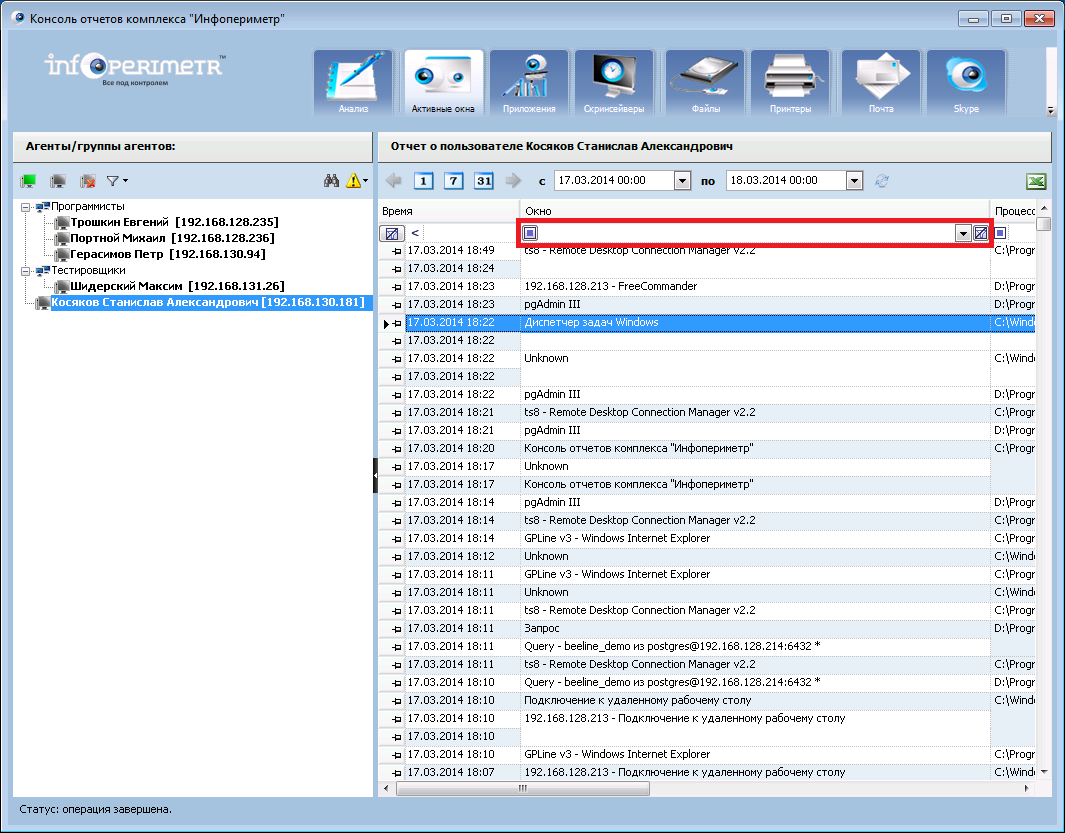 Консоль отчетов комплекса "Инфопериметр"
infoperimetr™
Все под контролем
Анализ
Активные окна
Приложения
Скринсейверы
Файлы
Принтеры
Почта
Skype
Агенты/группы агентов:
Программисты
Трошкин Евгений [192.168.128.235]
Портной Михаил [192.168.128.236]
Герасимов Петр [192.168.130.94]
Тестировщики
Шидерский Максим [192.168.131.26]
Косяков Станислав Александрович [192.168.130.181]
Отчет о пользователе Косяков Станислав Александрович
1 7 31 с 17.03.2014 00:00 по 18.03.2014 00:00
Время Окно Процесс
<
17.03.2014 18:49 ts8 - Remote Desktop Connection Manager v2.2 C:\Progr
17.03.2014 18:24
17.03.2014 18:23 192.168.128.213 - FreeCommander D:\Progr
17.03.2014 18:23 pgAdmin III D:\Progr
17.03.2014 18:22 Диспетчер задач Windows C:\Windo
17.03.2014 18:22
17.03.2014 18:22 Unknown C:\Windo
17.03.2014 18:22
17.03.2014 18:22 pgAdmin III D:\Progr
17.03.2014 18:21 ts8 - Remote Desktop Connection Manager v2.2 C:\Progr
17.03.2014 18:21 pgAdmin III D:\Progr
17.03.2014 18:20 Консоль отчетов комплекса "Инфопериметр" C:\Progr
17.03.2014 18:17 Unknown
17.03.2014 18:17 Консоль отчетов комплекса "Инфопериметр"
17.03.2014 18:14 pgAdmin III D:\Progr
17.03.2014 18:14 ts8 - Remote Desktop Connection Manager v2.2 C:\Progr
17.03.2014 18:14 GPLine v3 - Windows Internet Explorer C:\Progr
17.03.2014 18:12 Unknown C:\Windo
17.03.2014 18:11 GPLine v3 - Windows Internet Explorer C:\Progr
17.03.2014 18:11 Unknown C:\Windo
17.03.2014 18:11 ts8 - Remote Desktop Connection Manager v2.2 C:\Progr
17.03.2014 18:11 Запрос D:\Progr
17.03.2014 18:11 Query - beeline_demo из postgres@192.168.128.214:6432 *
17.03.2014 18:11 ts8 - Remote Desktop Connection Manager v2.2 C:\Progr
17.03.2014 18:10 Query - beeline_demo из postgres@192.168.128.214:6432 * D:\Progr
17.03.2014 18:10 Подключение к удаленному рабочему столу C:\Windo
17.03.2014 18:10 192.168.128.213 - Подключение к удаленному рабочему столу
17.03.2014 18:10
17.03.2014 18:10 GPLine v3 - Windows Internet Explorer C:\Progr
17.03.2014 18:07 192.168.128.213 - Подключение к удаленному рабочему столу C:\Windo
Статус: операция завершена.